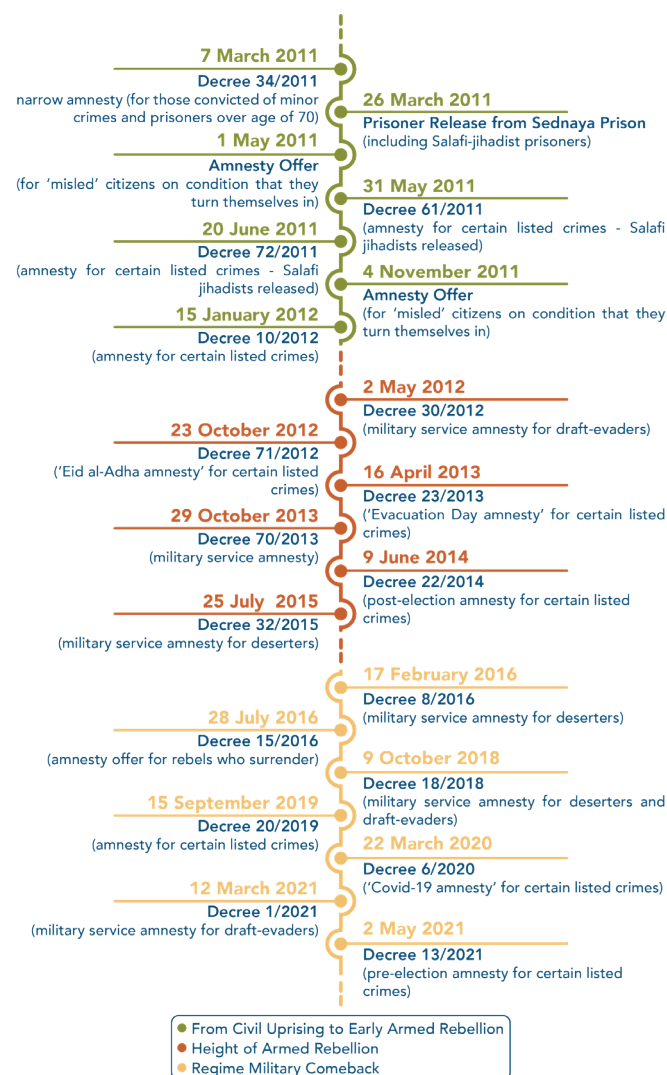 7 March 2011
Decree 34/2011
narrow amnesty (for those convicted of minor
crimes and prisoners over age of 70)
26 March 2011
Prisoner Release from Sednaya Prison
(including Salafi-jihadist prisoners)
1 May 2011
Amnesty Offer
(for ‘misled’ citizens on condition that they
turn themselves in)
31 May 2011
Decree 61/2011
(amnesty for certain listed crimes - Salafi
jihadists released)
20 June 2011
Decree 72/2011
(amnesty for certain listed crimes - Salafi
jihadists released)
4 November 2011
Amnesty Offer
(for ‘misled’ citizens on condition that they
turn themselves in)
15 January 2012
Decree 10/2012
(amnesty for certain listed crimes)
2 May 2012
Decree 30/2012
(military service amnesty for draft-evaders)
23 October 2012
Decree 71/2012
(‘Eid al-Adha amnesty’ for certain listed
crimes)
16 April 2013
Decree 23/2013
(‘Evacuation Day amnesty’ for certain listed
crimes)
29 October 2013
Decree 70/2013
(military service amnesty)
9 June 2014
Decree 22/2014
(post-election amnesty for certain listed
crimes)
25 July 2015
Decree 32/2015
(military service amnesty for deserters)
17 February 2016
Decree 8/2016
(military service amnesty for deserters)
28 July 2016
Decree 15/2016
(amnesty offer for rebels who surrender)
9 October 2018
Decree 18/2018
(military service amnesty for deserters and
draft-evaders)
15 September 2019
Decree 20/2019
(amnesty for certain listed crimes)
22 March 2020
Decree 6/2020
(‘Covid-19 amnesty’ for certain listed crimes)
12 March 2021
Decree 1/2021
(military service amnesty for draft-evaders)
2 May 2021
Decree 13/2021
(pre-election amnesty for certain listed
crimes)
From Civil Uprising to Early Armed Rebellion
Height of Armed Rebellion
Regime Military Comeback